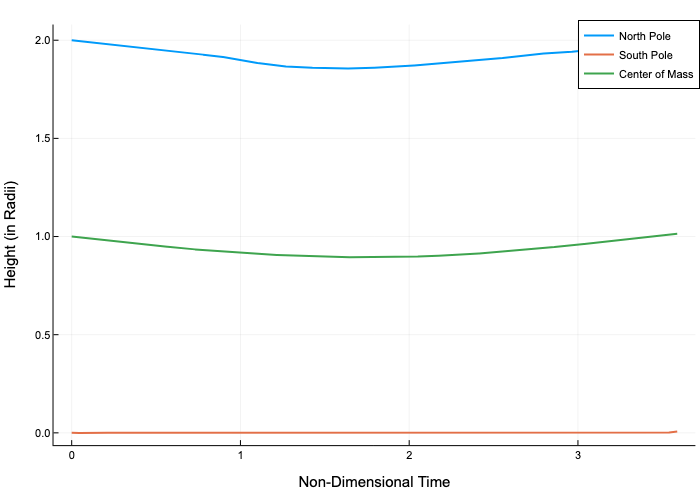 2.0
1.5
1.0
0.5
0.0
0
1
2
3
Height (in Radii)
Non-Dimensional Time
North Pole
South Pole
Center of Mass